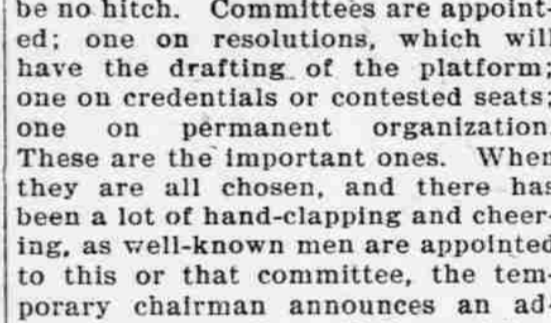 be no hitch. Committees are appoint-
ed; one on resolutions, which will
have the drafting of the platform;
one on credentials or contested seats;
one on permanent organization.
These are the important ones. When
they are all chosen, and there has
been a lot of hand-clapping and cheer-
ing, as well-known men are appointed
to this or that committee, the tem-
porary chairman announces an ad-